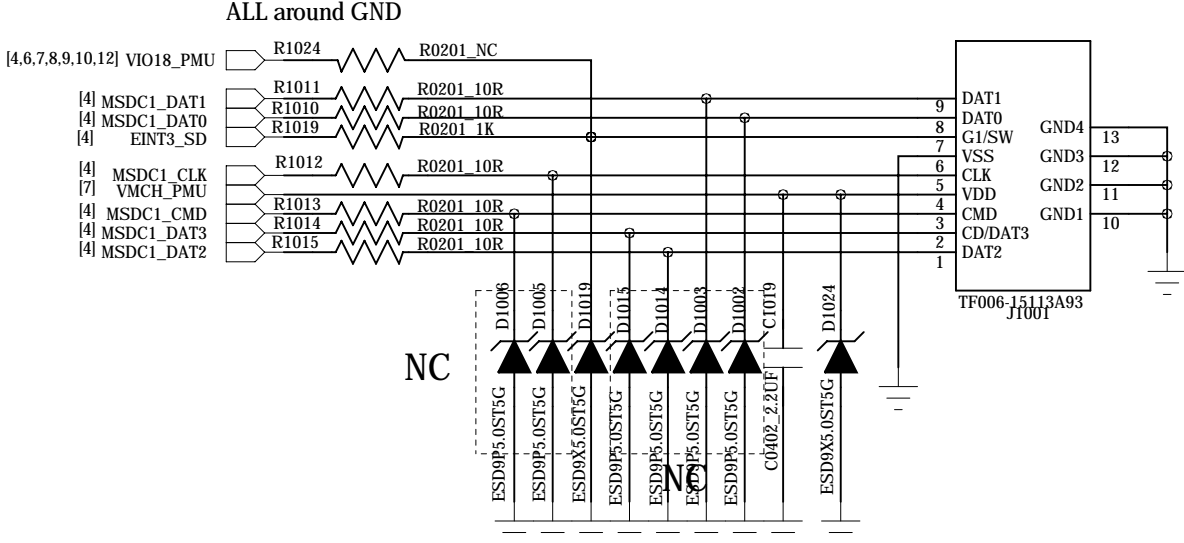 ALL around GND
[4,6,7,8,9,10,12] VIO18_PMU R1024 R0201_NC
[4] MSDC1_DAT1 R1011 R0201_10R 9 DAT1
[4] MSDC1_DAT0 R1010 R0201_10R 8 DAT0
[4] EINT3_SD R1019 R0201_1K 7 G1/SW
VSS 6
[4] MSDC1_CLK R1012 R0201_10R 5 CLK
[7] VMCH_PMU 4 VDD
[4] MSDC1_CMD R1013 R0201_10R 3 CMD
[4] MSDC1_DAT3 R1014 R0201_10R 2 CD/DAT3
[4] MSDC1_DAT2 R1015 R0201_10R 1 DAT2
GND4 13
GND3 12
GND2 11
GND1 10
TF006-15113A93
J1001
D1006 D1005 D1019 D1015 D1014 D1003 D1002 C1019 D1024
NC
ESD9P5.0ST5G ESD9P5.0ST5G ESD9X5.0ST5G ESD9P5.0ST5G ESD9P5.0ST5G ESD9P5.0ST5G ESD9P5.0ST5G C0402_2.2UF ESD9X5.0ST5G
NC